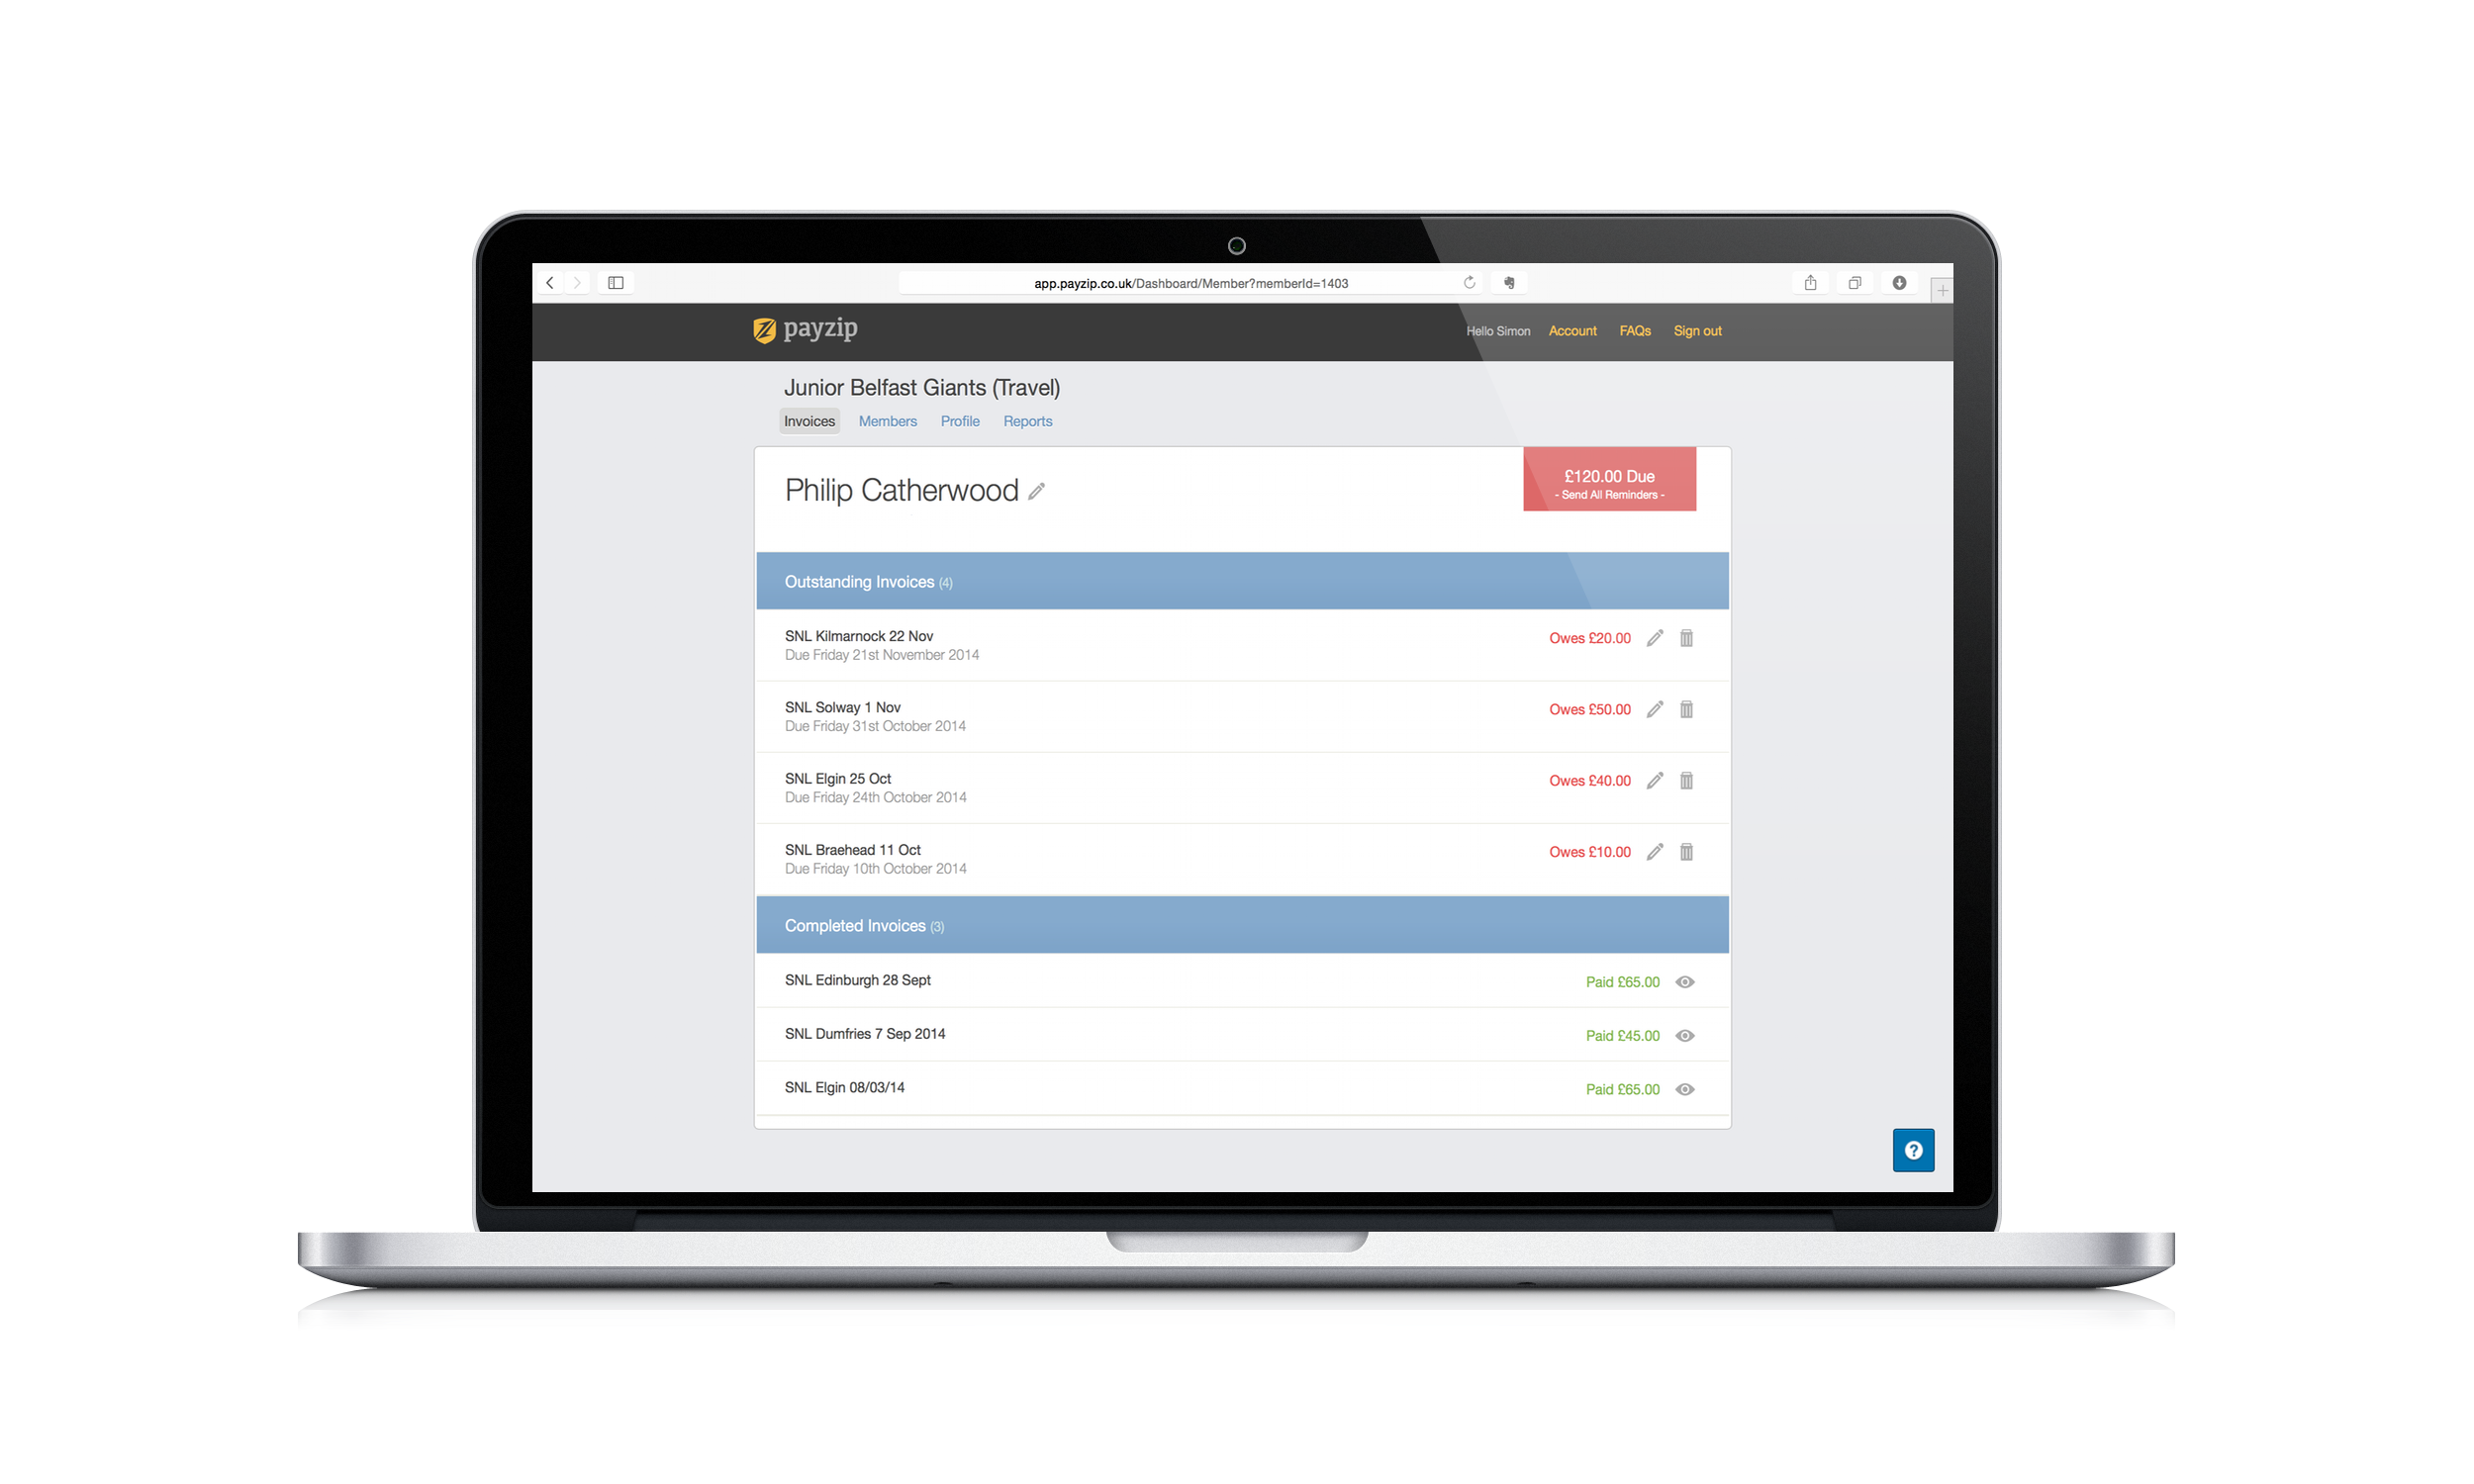 app.payzip.co.uk/Dashboard/Member?memberId=1403
payzip
Hello Simon Account FAQs Sign out
Junior Belfast Giants (Travel)
Invoices Members Profile Reports
Philip Catherwood
£120.00 Due
- Send All Reminders -
Outstanding Invoices (4)
SNL Kilmarnock 22 Nov
Due Friday 21st November 2014
Owes £20.00
SNL Solway 1 Nov
Due Friday 31st October 2014
Owes £50.00
SNL Elgin 25 Oct
Due Friday 24th October 2014
Owes £40.00
SNL Braehead 11 Oct
Due Friday 10th October 2014
Owes £10.00
Completed Invoices (3)
SNL Edinburgh 28 Sept
Paid £65.00
SNL Dumfries 7 Sep 2014
Paid £45.00
SNL Elgin 08/03/14
Paid £65.00
?